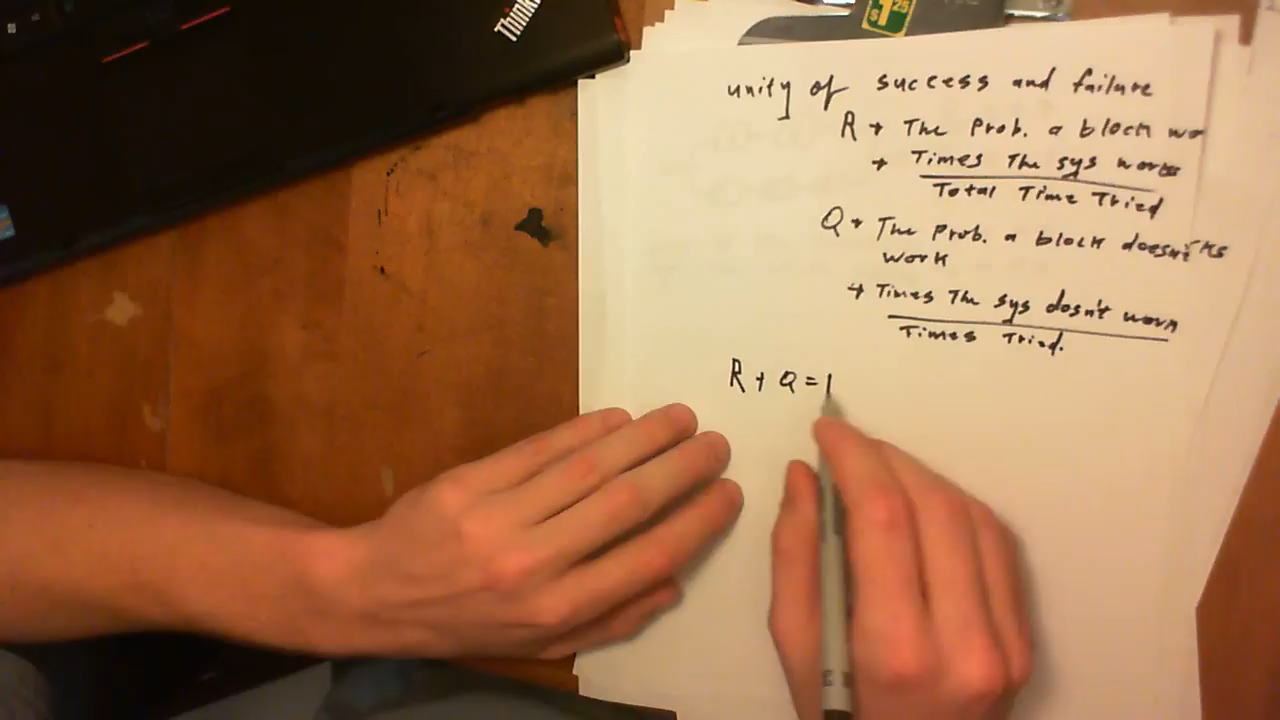 Think
$1.25
unity of success and failure
R → The Prob. a block wo
→ Times The sys works
Total Time Tried
Q → The Prob. a block doesn't
work
→ Times The sys dosn't work
Times Tried.
R + Q = 1